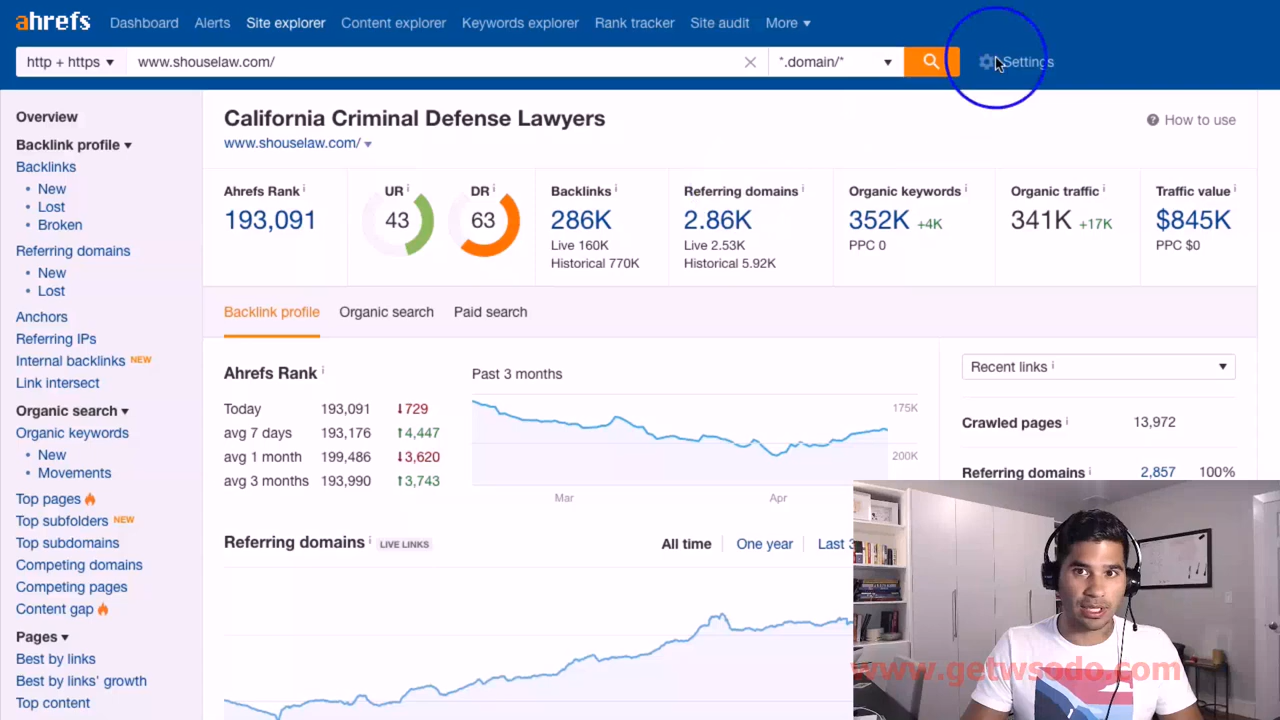 ahrefs Dashboard Alerts Site explorer Content explorer Keywords explorer Rank tracker Site audit More
http + https www.shouselaw.com/ *.domain/* Settings
Overview
Backlink profile
Backlinks
• New
• Lost
• Broken
Referring domains
• New
• Lost
Anchors
Referring IPs
Internal backlinks NEW
Link intersect
Organic search
Organic keywords
• New
• Movements
Top pages
Top subfolders NEW
Top subdomains
Competing domains
Competing pages
Content gap
Pages
Best by links
Best by links' growth
Top content
California Criminal Defense Lawyers
How to use
www.shouselaw.com/
Ahrefs Rank i
193,091
UR i
43
DR i
63
Backlinks i
286K
Live 160K
Historical 770K
Referring domains i
2.86K
Live 2.53K
Historical 5.92K
Organic keywords i
352K +4K
PPC 0
Organic traffic i
341K +17K
Traffic value i
$845K
PPC $0
Backlink profile Organic search Paid search
Ahrefs Rank i
Today 193,091 ↓729
avg 7 days 193,176 ↑4,447
avg 1 month 199,486 ↓3,620
avg 3 months 193,990 ↑3,743
Past 3 months
175K
200K
Mar Apr
Recent links i
Crawled pages i 13,972
Referring domains i 2,857 100%
Referring domains i LIVE LINKS
All time One year Last 3
www.getwsodo.com